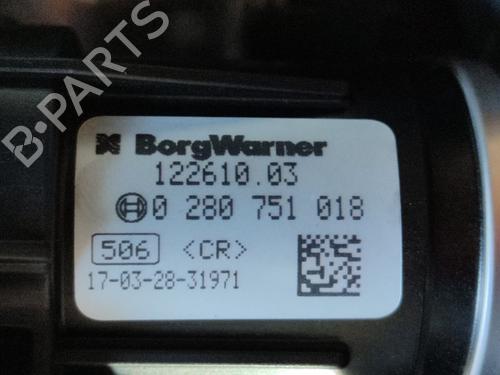 B-PARTS
BorgWarner
122610.03
0 280 751 018
506 <CR>
17-03-28-31971